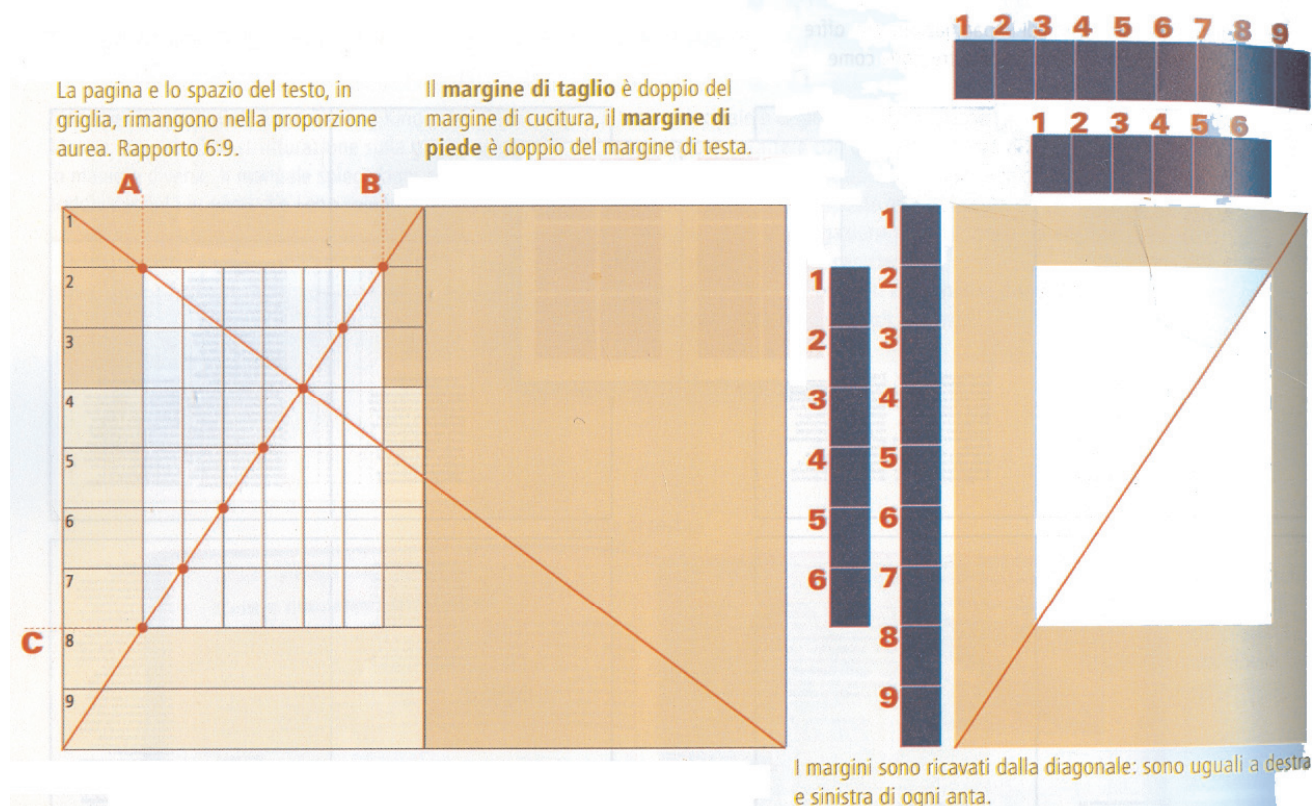 La pagina e lo spazio del testo, in
griglia, rimangono nella proporzione
aurea. Rapporto 6:9.
Il margine di taglio è doppio del
margine di cucitura, il margine di
piede è doppio del margine di testa.
1 2 3 4 5 6 7 8 9
1 2 3 4 5 6
A
B
C
1
2
3
4
5
6
7
8
9
1
2
3
4
5
6
1
2
3
4
5
6
7
8
9
I margini sono ricavati dalla diagonale: sono uguali a destra
e sinistra di ogni anta.
offre
come